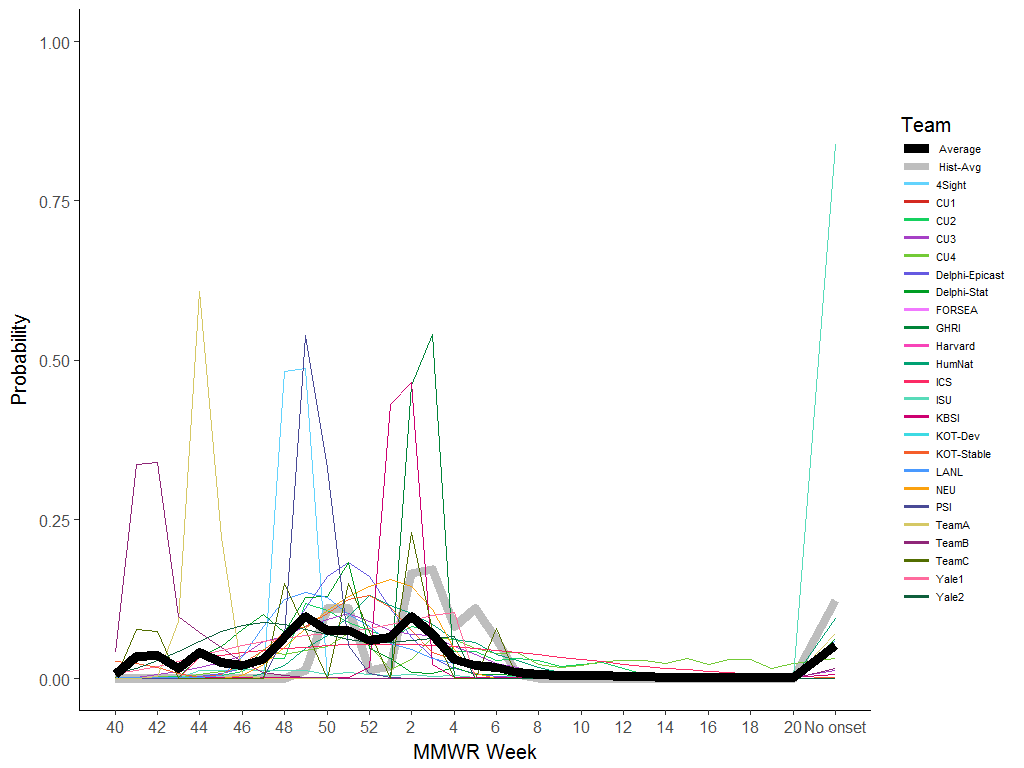 1.00
0.75
0.50
0.25
0.00
Probability
40 42 44 46 48 50 52 2 4 6 8 10 12 14 16 18 20 No onset
MMWR Week
Team
Average
Hist-Avg
4Sight
CU1
CU2
CU3
CU4
Delphi-Epicast
Delphi-Stat
FORSEA
GHRI
Harvard
HumNat
ICS
ISU
KBSI
KOT-Dev
KOT-Stable
LANL
NEU
PSI
TeamA
TeamB
TeamC
Yale1
Yale2